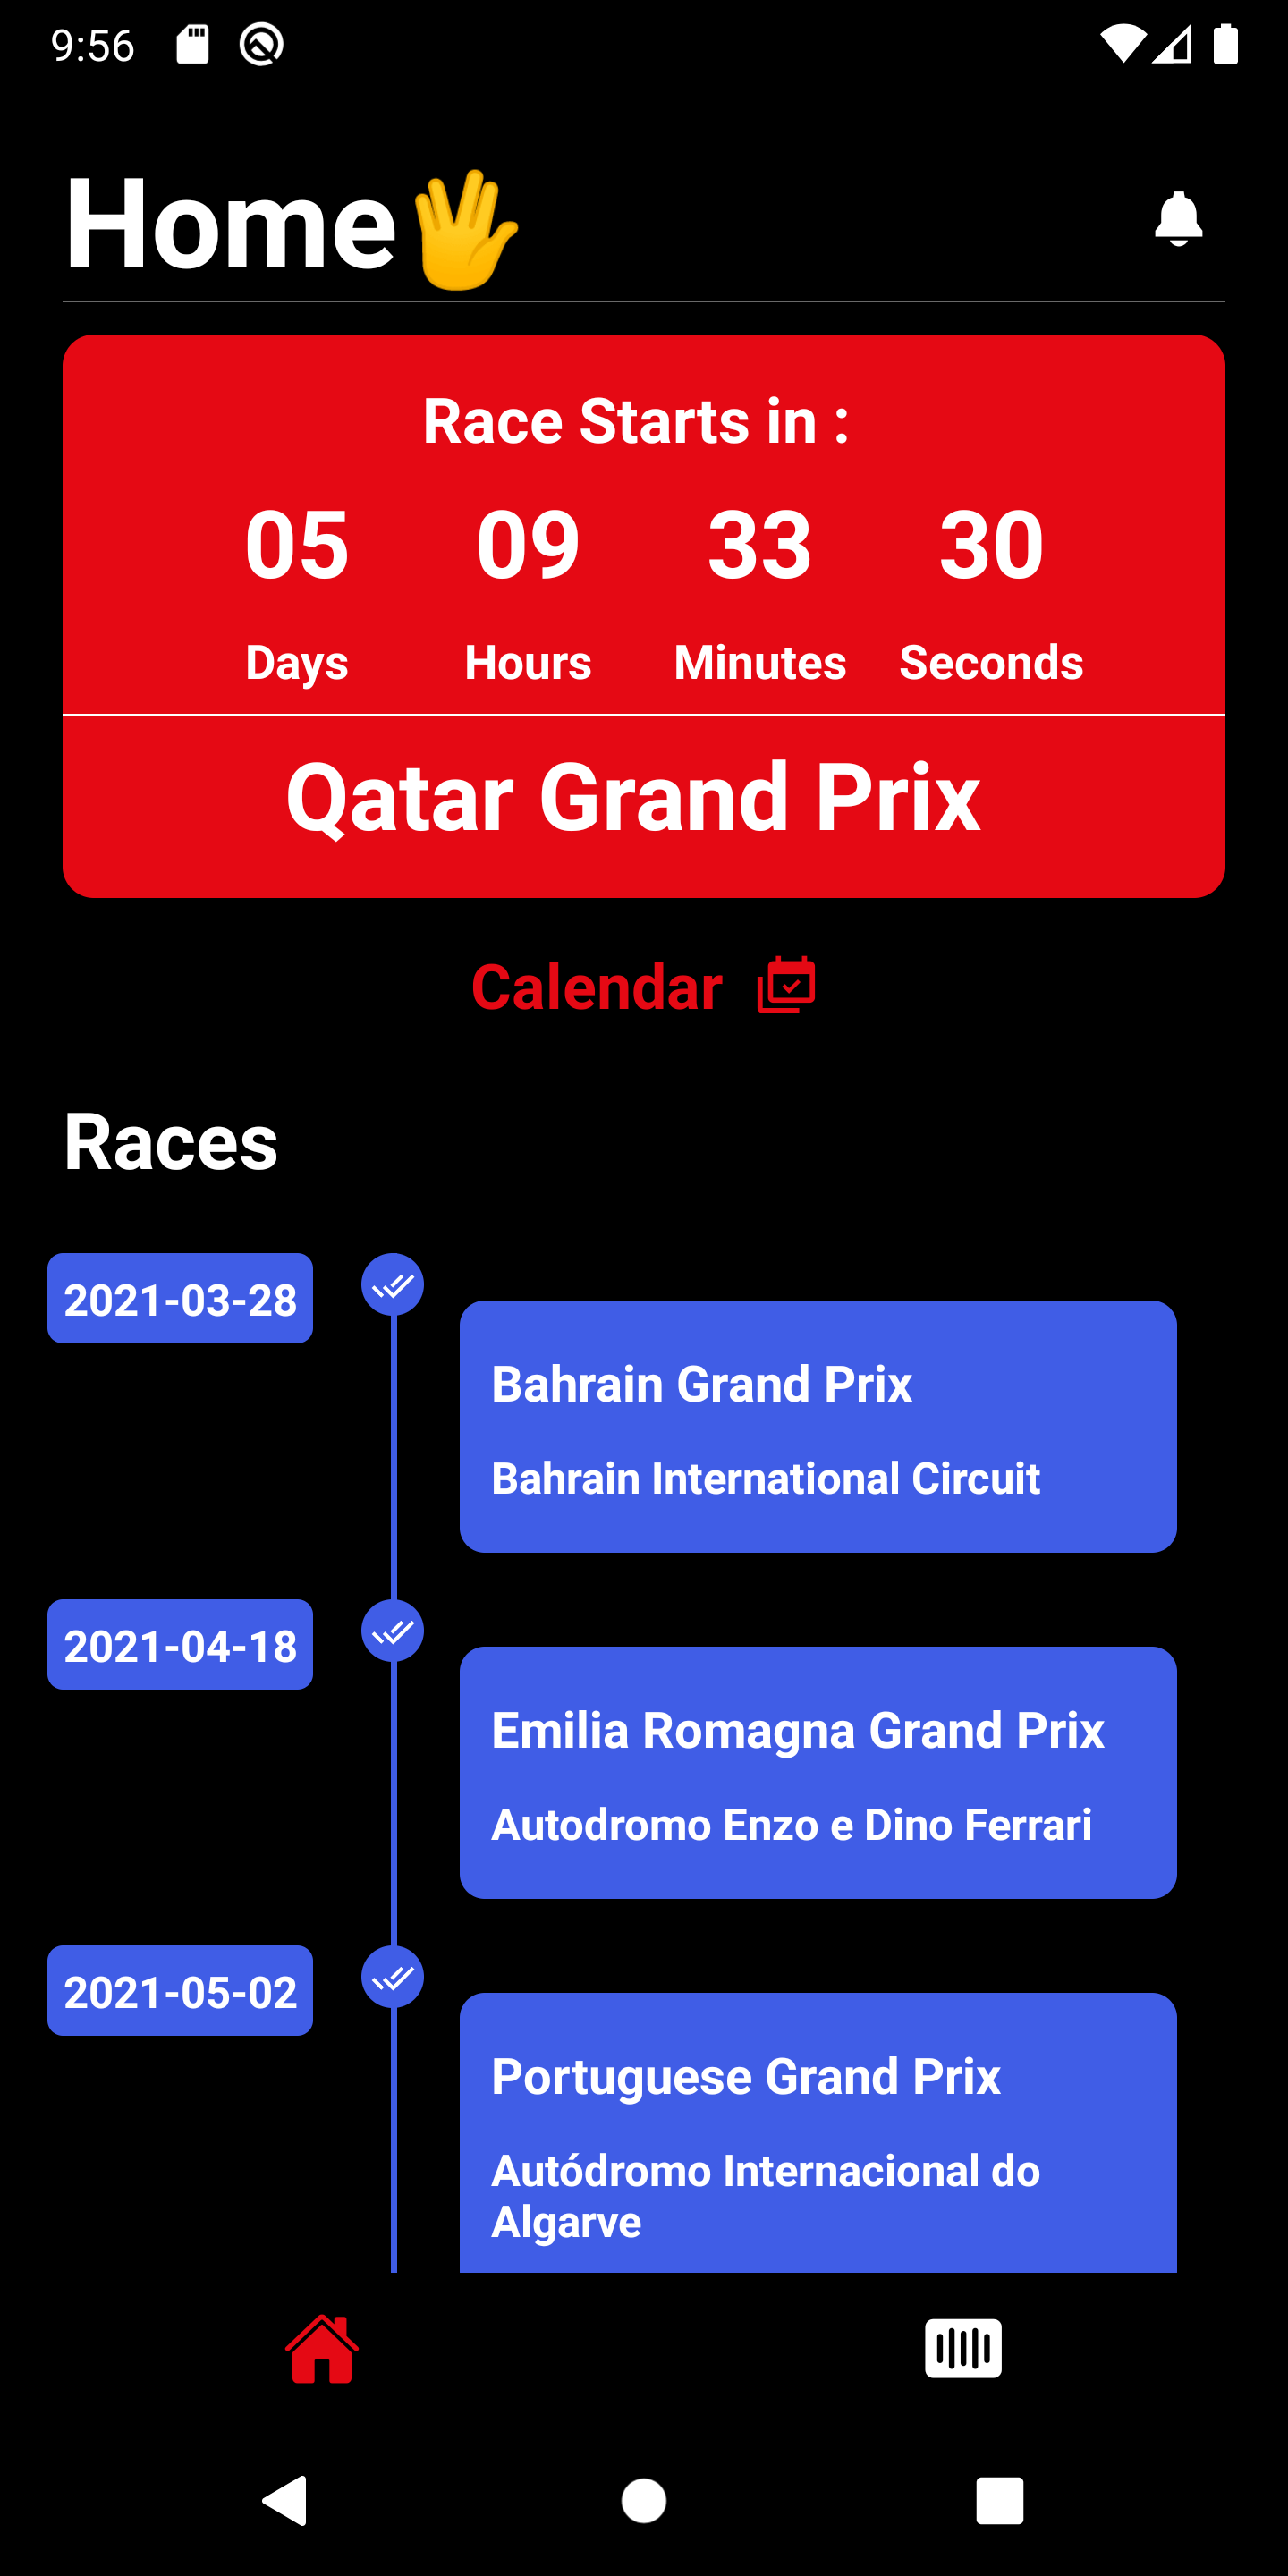 9:56
Home🖖
Race Starts in :
05 09 33 30
Days Hours Minutes Seconds
Qatar Grand Prix
Calendar
Races
2021-03-28
Bahrain Grand Prix
Bahrain International Circuit
2021-04-18
Emilia Romagna Grand Prix
Autodromo Enzo e Dino Ferrari
2021-05-02
Portuguese Grand Prix
Autódromo Internacional do
Algarve